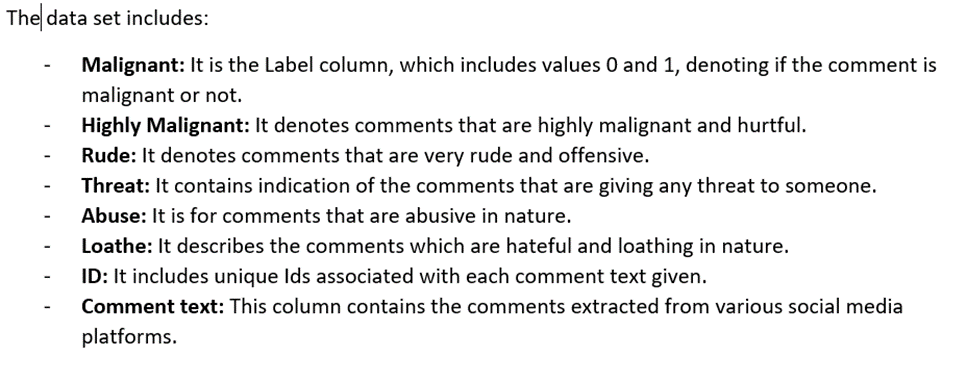 The data set includes:
- Malignant: It is the Label column, which includes values 0 and 1, denoting if the comment is
malignant or not.
- Highly Malignant: It denotes comments that are highly malignant and hurtful.
- Rude: It denotes comments that are very rude and offensive.
- Threat: It contains indication of the comments that are giving any threat to someone.
- Abuse: It is for comments that are abusive in nature.
- Loathe: It describes the comments which are hateful and loathing in nature.
- ID: It includes unique Ids associated with each comment text given.
- Comment text: This column contains the comments extracted from various social media
platforms.